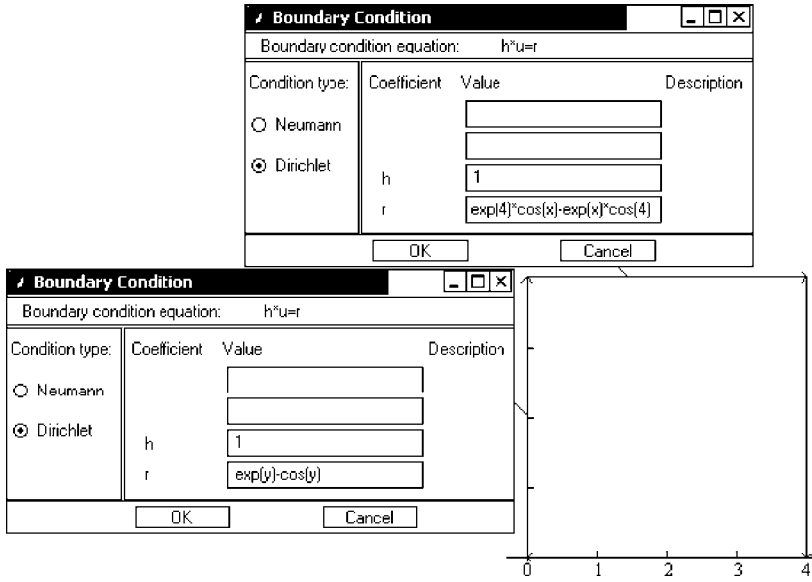 Boundary Condition
Boundary condition equation: h*u=r
Condition type: Coefficient Value Description
Neumann
Dirichlet
h 1
r exp(4)*cos(x)-exp(x)*cos(4)
OK Cancel
Boundary Condition
Boundary condition equation: h*u=r
Condition type: Coefficient Value Description
Neumann
Dirichlet
h 1
r exp(y)-cos(y)
OK Cancel
0 1 2 3 4